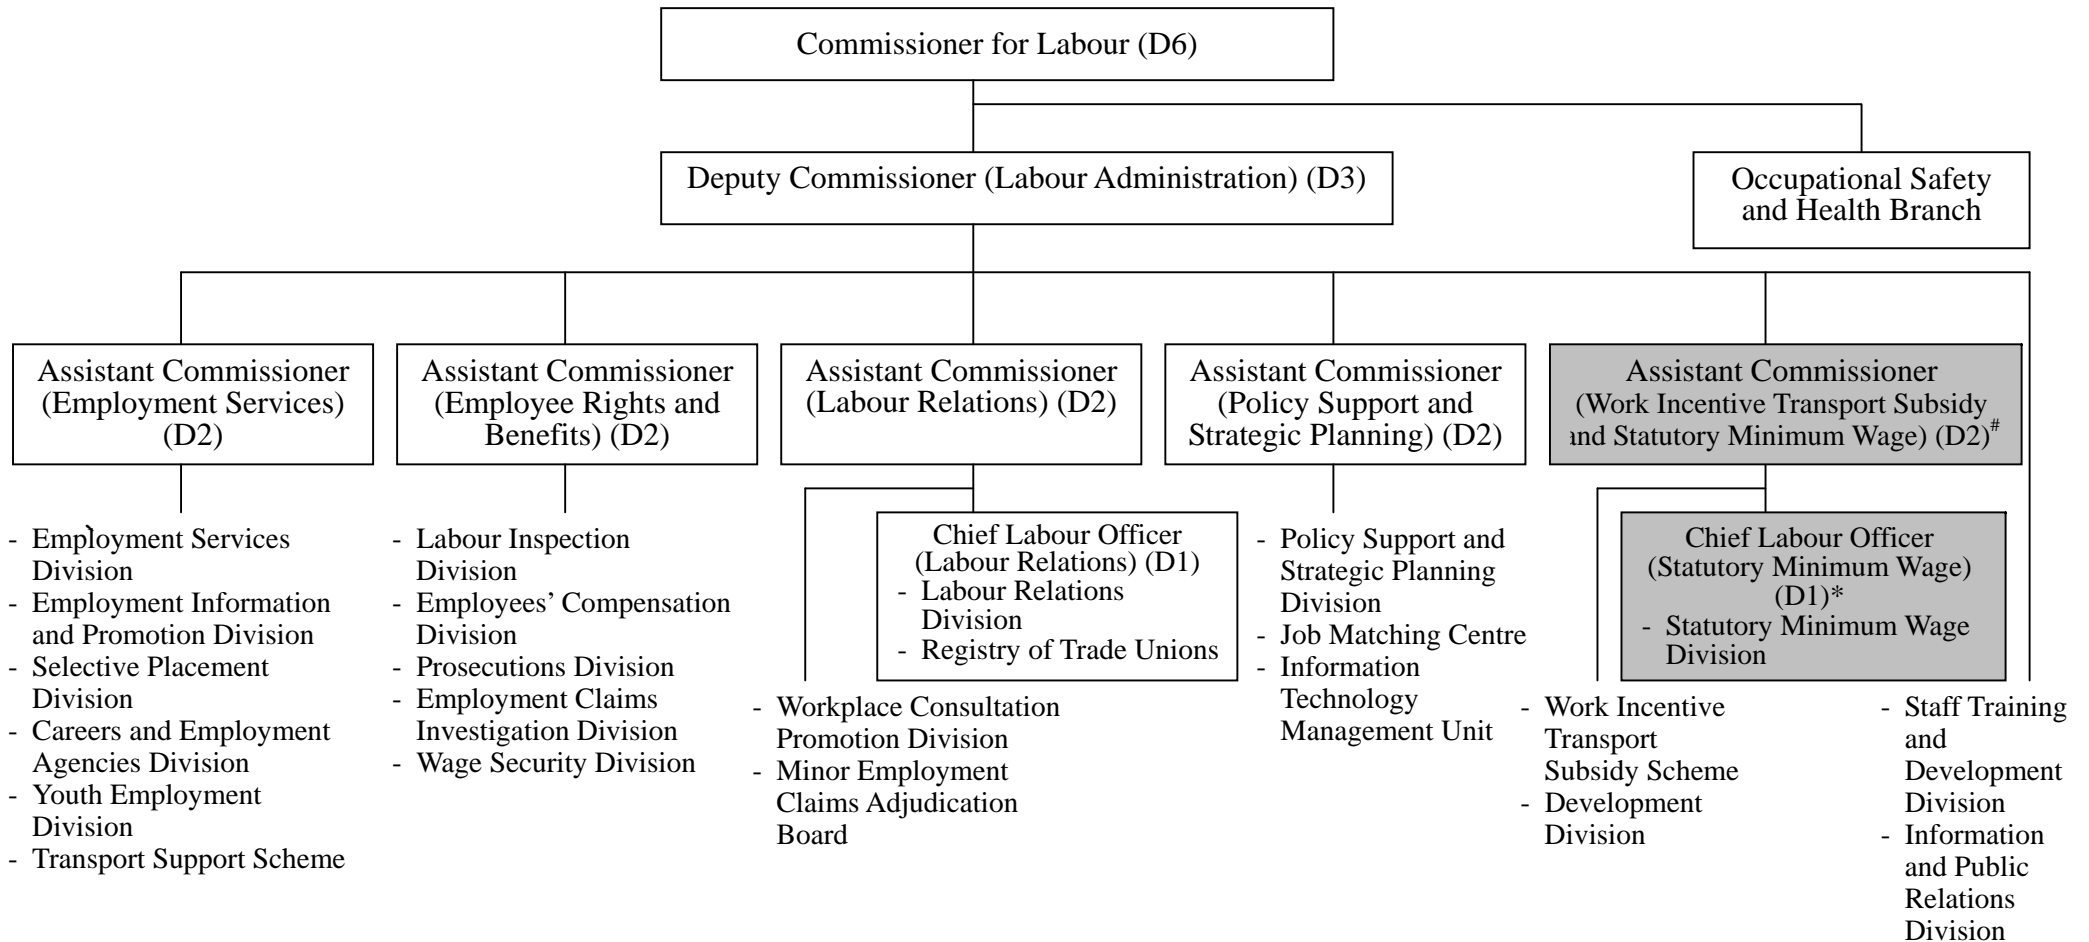 Commissioner for Labour (D6)
Deputy Commissioner (Labour Administration) (D3)
Occupational Safety
and Health Branch
Assistant Commissioner
(Employment Services)
(D2)
Assistant Commissioner
(Employee Rights and
Benefits) (D2)
Assistant Commissioner
(Labour Relations) (D2)
Assistant Commissioner
(Policy Support and
Strategic Planning) (D2)
Assistant Commissioner
(Work Incentive Transport Subsidy
and Statutory Minimum Wage) (D2)#
- Employment Services
Division
- Employment Information
and Promotion Division
- Selective Placement
Division
- Careers and Employment
Agencies Division
- Youth Employment
Division
- Transport Support Scheme
- Labour Inspection
Division
- Employees’ Compensation
Division
- Prosecutions Division
- Employment Claims
Investigation Division
- Wage Security Division
Chief Labour Officer
(Labour Relations) (D1)
- Labour Relations
Division
- Registry of Trade Unions
- Workplace Consultation
Promotion Division
- Minor Employment
Claims Adjudication
Board
- Policy Support and
Strategic Planning
Division
- Job Matching Centre
- Information
Technology
Management Unit
Chief Labour Officer
(Statutory Minimum Wage)
(D1)*
- Statutory Minimum Wage
Division
- Work Incentive
Transport
Subsidy Scheme
- Development
Division
- Staff Training
and
Development
Division
- Information
and Public
Relations
Division